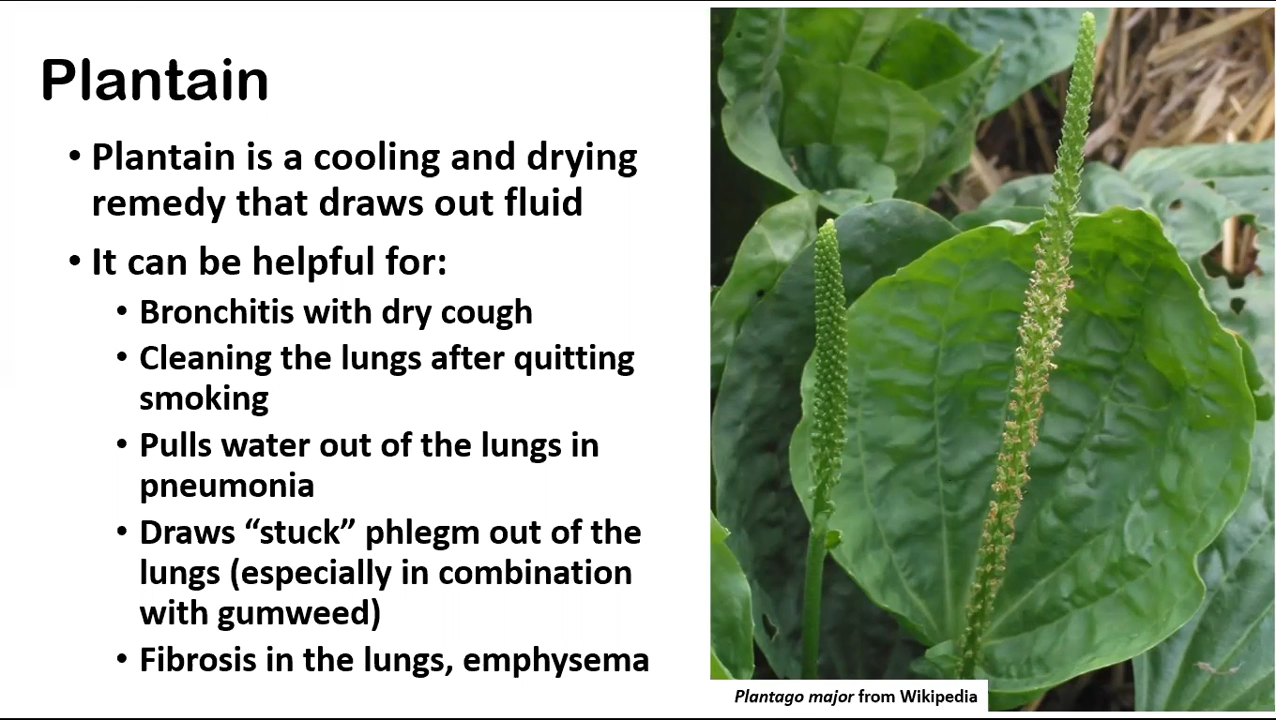 Plantain
• Plantain is a cooling and drying
remedy that draws out fluid
• It can be helpful for:
• Bronchitis with dry cough
• Cleaning the lungs after quitting
smoking
• Pulls water out of the lungs in
pneumonia
• Draws “stuck” phlegm out of the
lungs (especially in combination
with gumweed)
• Fibrosis in the lungs, emphysema
Plantago major from Wikipedia